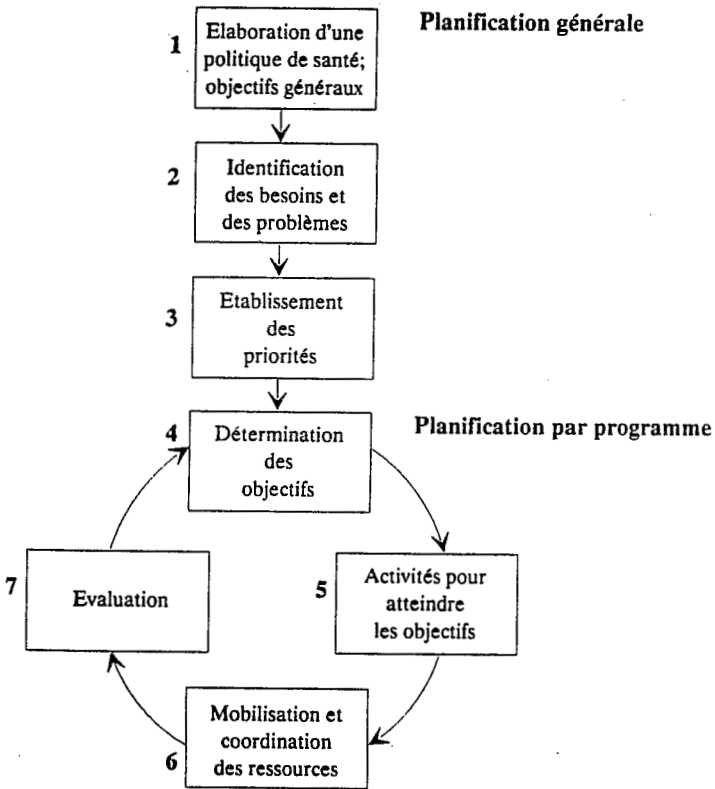 Planification générale
1
Elaboration d'une
politique de santé;
objectifs généraux
2
Identification
des besoins et
des problèmes
3
Etablissement
des
priorités
Planification par programme
4
Détermination
des
objectifs
5
Activités pour
atteindre
les objectifs
6
Mobilisation et
coordination
des ressources
7
Evaluation